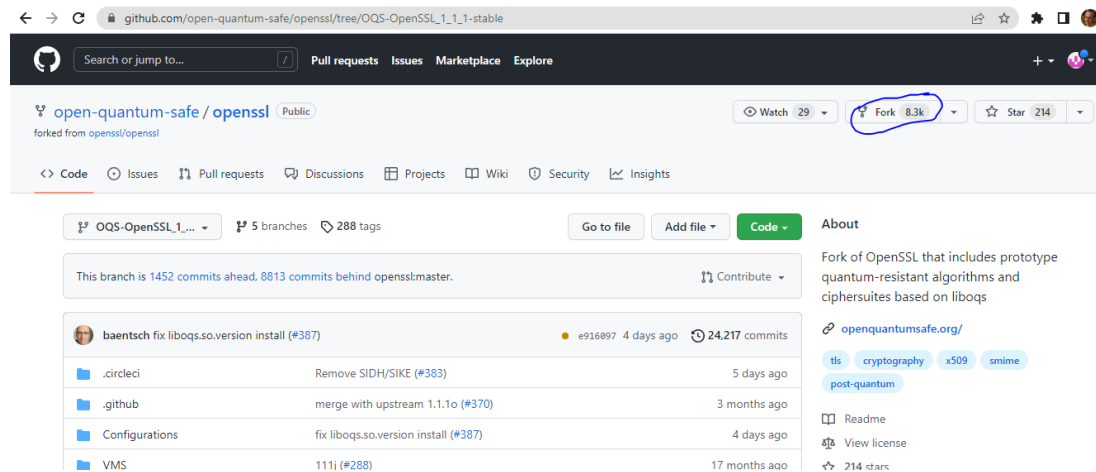 github.com/open-quantum-safe/openssl/tree/OQS-OpenSSL_1_1_1-stable
Search or jump to... / Pull requests Issues Marketplace Explore
open-quantum-safe / openssl Public Watch 29 Fork 8.3k Star 214
forked from openssl/openssl
Code Issues Pull requests Discussions Projects Wiki Security Insights
OQS-OpenSSL_1_... 5 branches 288 tags Go to file Add file Code
This branch is 1452 commits ahead, 8813 commits behind openssl:master. Contribute
baentsch fix liboqs.so.version install (#387) e916097 4 days ago 24,217 commits
.circleci Remove SIDH/SIKE (#383) 5 days ago
.github merge with upstream 1.1.1o (#370) 3 months ago
Configurations fix liboqs.so.version install (#387) 4 days ago
VMS 111j (#288) 17 months ago
About
Fork of OpenSSL that includes prototype
quantum-resistant algorithms and
ciphersuites based on liboqs
openquantumsafe.org/
tls cryptography x509 smime
post-quantum
Readme
View license
214 stars